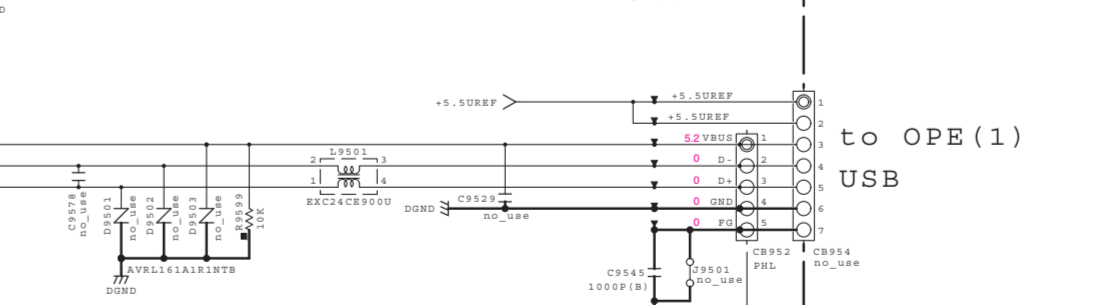 D
+5.5UREF
+5.5UREF
1
+5.5UREF
2
to OPE(1)
5.2 VBUS 1
3
L9501
2 3
0 D- 2
4
1 4
0 D+ 3
5
USB
EXC24CE900U
C9529
no_use
DGND
0 GND 4
6
0 FG 5
7
C9578
no_use
D9501
no_use
D9502
no_use
D9503
no_use
R9599
10K
AVRL161A1R1NTB
DGND
CB952
PHL
CB954
no_use
C9545
1000P(B)
J9501
no_use